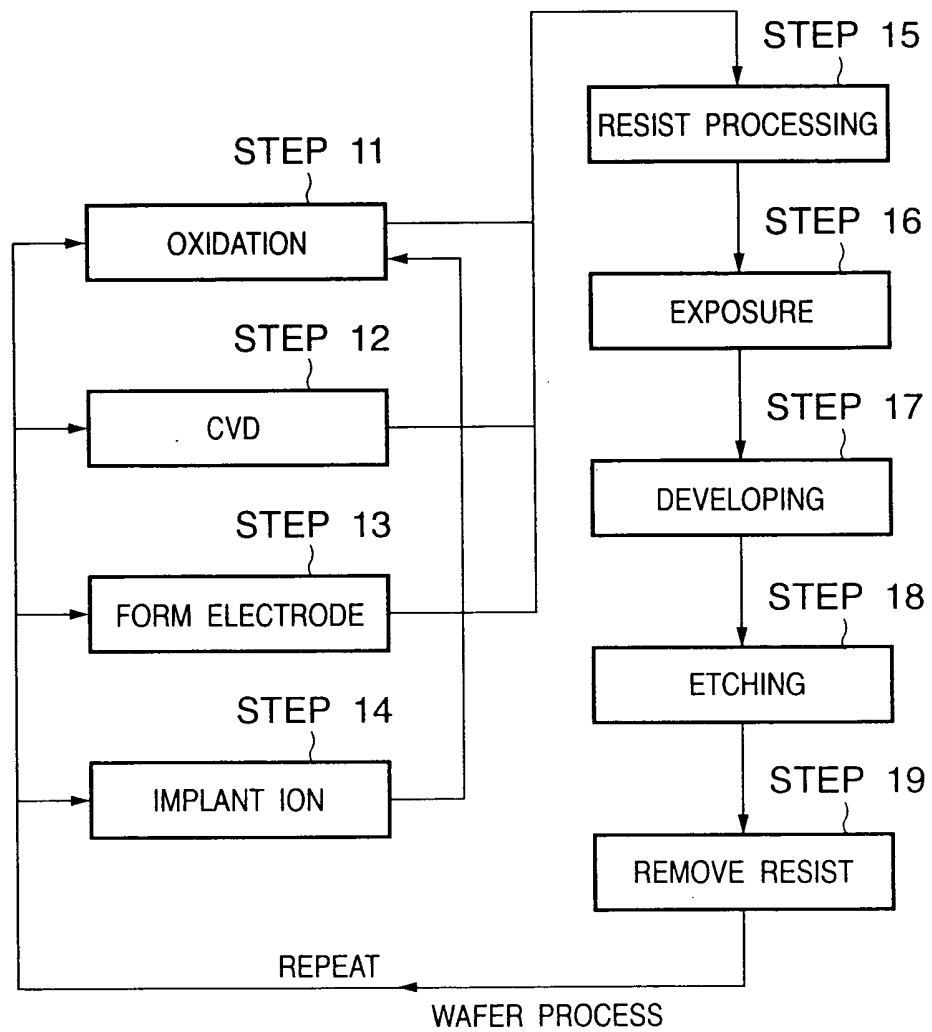 STEP 11
OXIDATION
STEP 12
CVD
STEP 13
FORM ELECTRODE
STEP 14
IMPLANT ION
STEP 15
RESIST PROCESSING
STEP 16
EXPOSURE
STEP 17
DEVELOPING
STEP 18
ETCHING
STEP 19
REMOVE RESIST
REPEAT
WAFER PROCESS